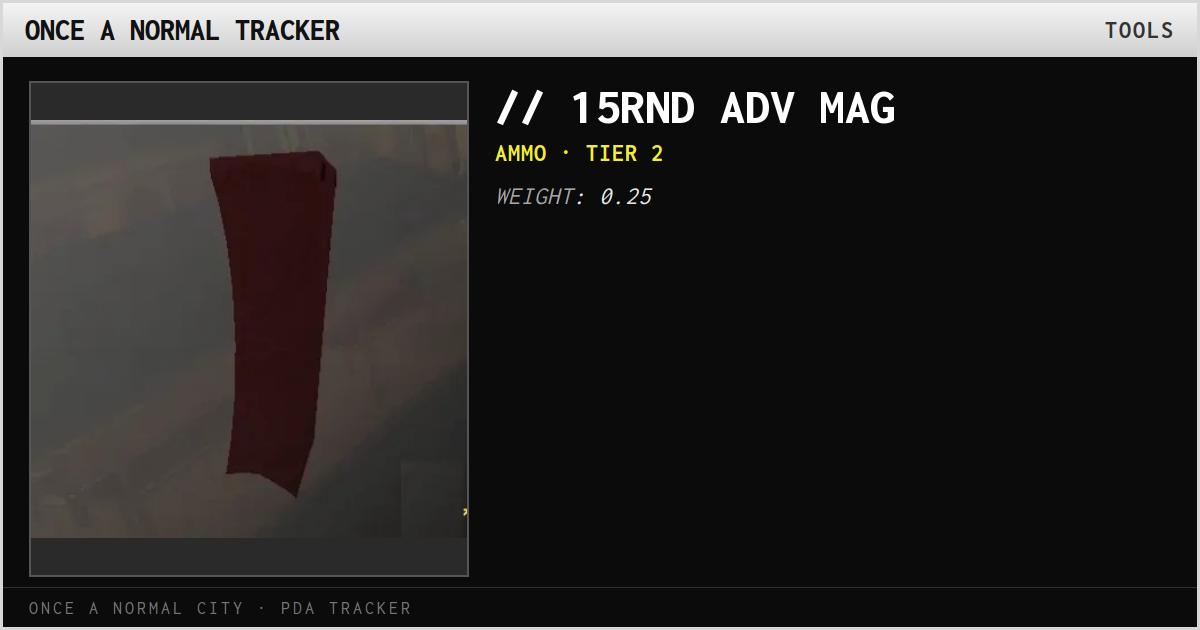 ONCE A NORMAL TRACKER
TOOLS
// 15RND ADV MAG
AMMO · TIER 2
WEIGHT: 0.25
ONCE A NORMAL CITY · PDA TRACKER